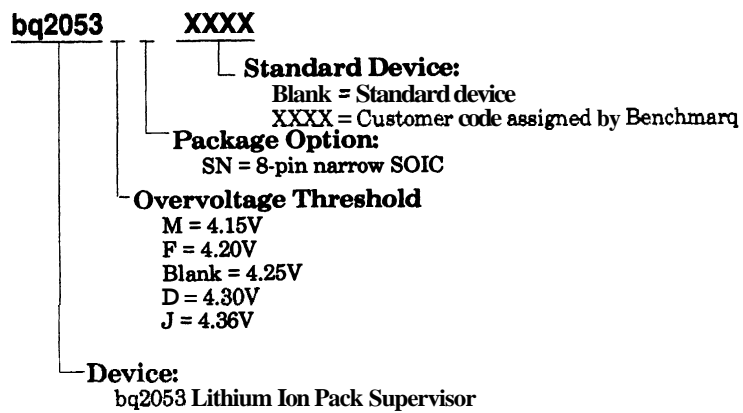 bq2053 XXXX
Standard Device:
Blank = Standard device
XXXX = Customer code assigned by Benchmarq
Package Option:
SN = 8-pin narrow SOIC
Overvoltage Threshold
M = 4.15V
F = 4.20V
Blank = 4.25V
D = 4.30V
J = 4.36V
Device:
bq2053 Lithium Ion Pack Supervisor